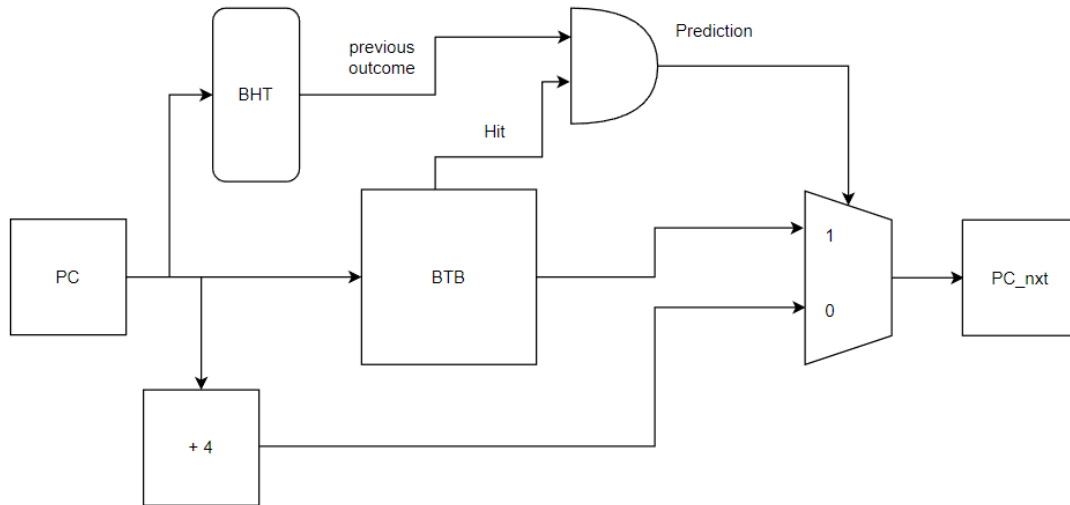 Prediction
previous
outcome
BHT
Hit
1
PC
BTB
PC_nxt
0
+ 4